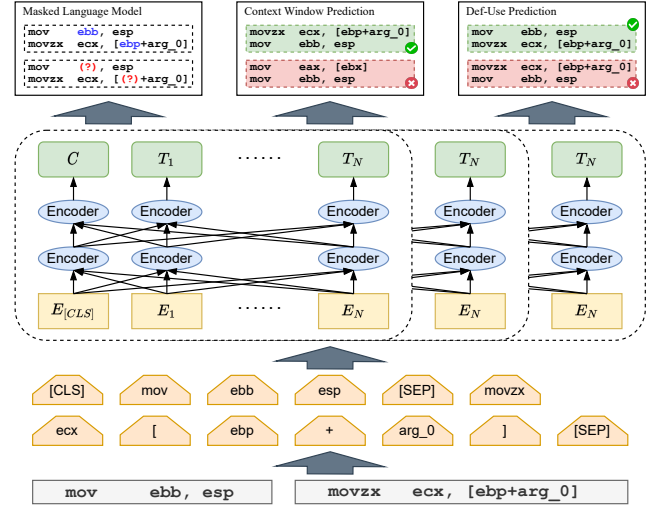 Masked Language Model
mov ebb, esp
movzx ecx, [ebp+arg_0]
mov (?), esp
movzx ecx, [(?)+arg_0]
Context Window Prediction
movzx ecx, [ebp+arg_0]
mov ebb, esp
mov eax, [ebx]
mov ebb, esp
Def-Use Prediction
mov ebb, esp
movzx ecx, [ebp+arg_0]
movzx ecx, [ebp+arg_0]
mov ebb, esp
C T1 ...... TN TN TN
Encoder Encoder Encoder Encoder Encoder
Encoder Encoder Encoder Encoder Encoder
E[CLS] E1 ...... EN EN EN
[CLS] mov ebb esp [SEP] movzx
ecx [ ebp + arg_0 ] [SEP]
mov ebb, esp movzx ecx, [ebp+arg_0]